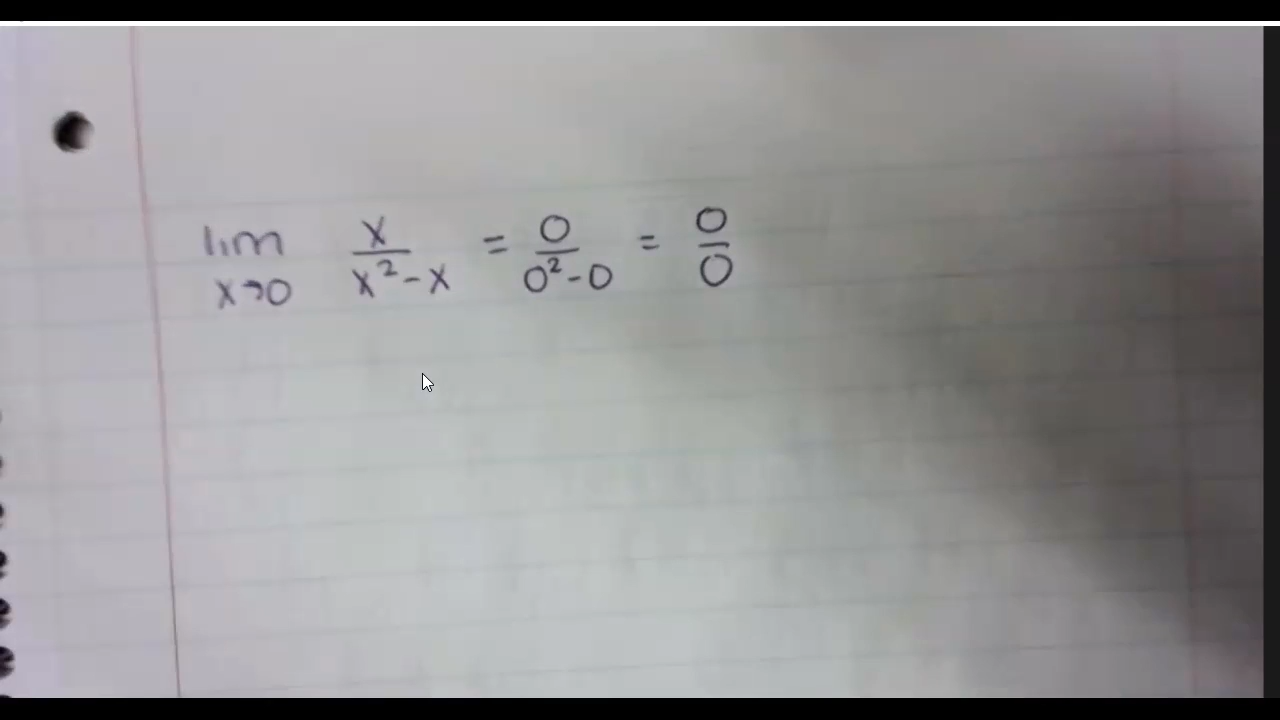 lim x/(x²-x) = 0/(0²-0) = 0/0
x→0